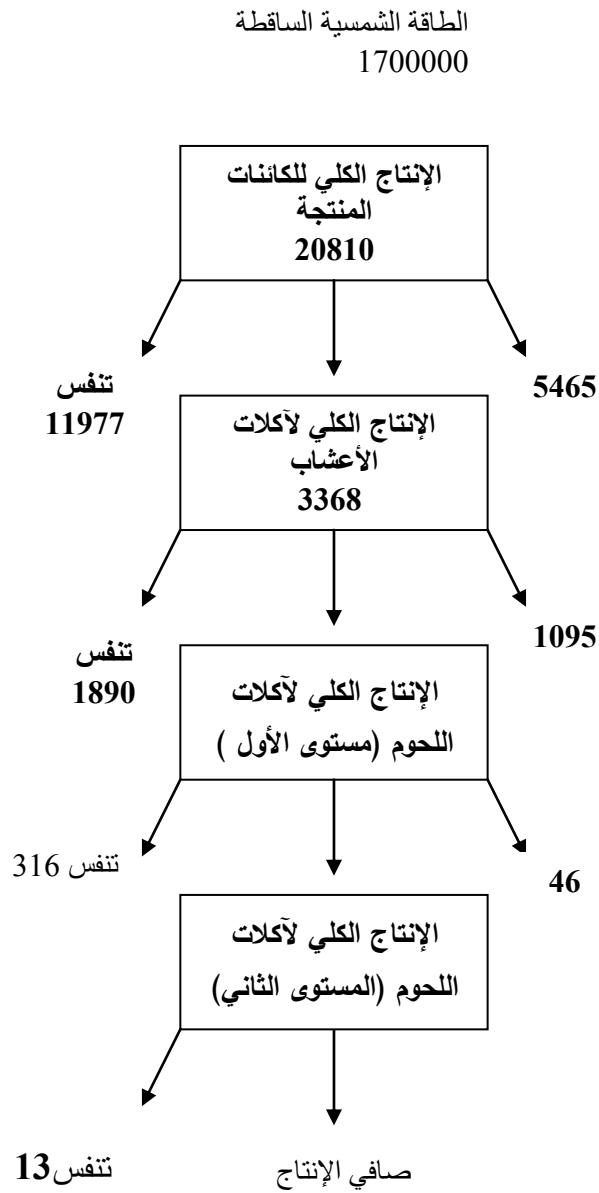 الطاقة الشمسية الساقطة
1700000
الإنتاج الكلي للكائنات
المنتجة
20810
تنفس
11977
5465
الإنتاج الكلي لآكلات
الأعشاب
3368
تنفس
1890
1095
الإنتاج الكلي لآكلات
اللحوم (مستوى الأول )
تنفس 316
46
الإنتاج الكلي لآكلات
اللحوم (المستوى الثاني)
تنفس13
صافي الإنتاج